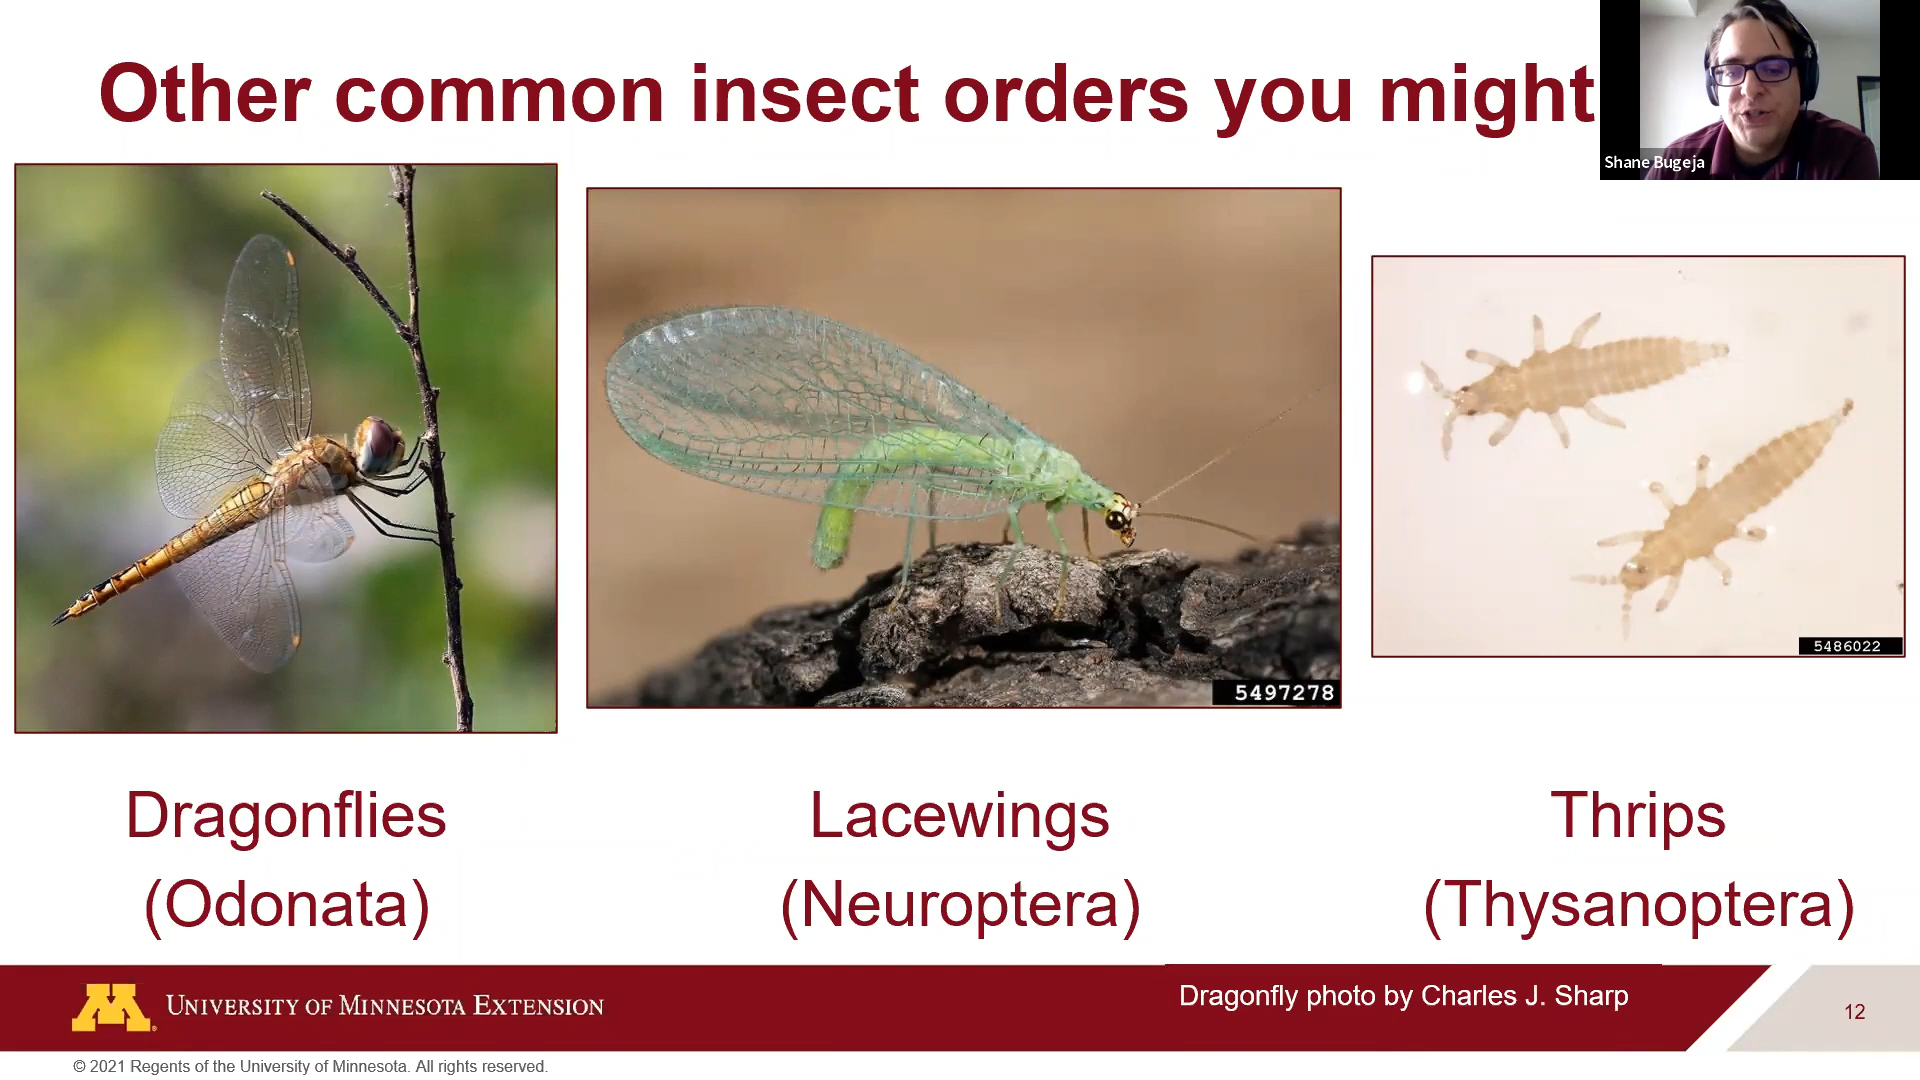 Other common insect orders you might
Shane Bugeja
5497278
5486022
Dragonflies
(Odonata)
Lacewings
(Neuroptera)
Thrips
(Thysanoptera)
UNIVERSITY OF MINNESOTA EXTENSION
Dragonfly photo by Charles J. Sharp
12
© 2021 Regents of the University of Minnesota. All rights reserved.